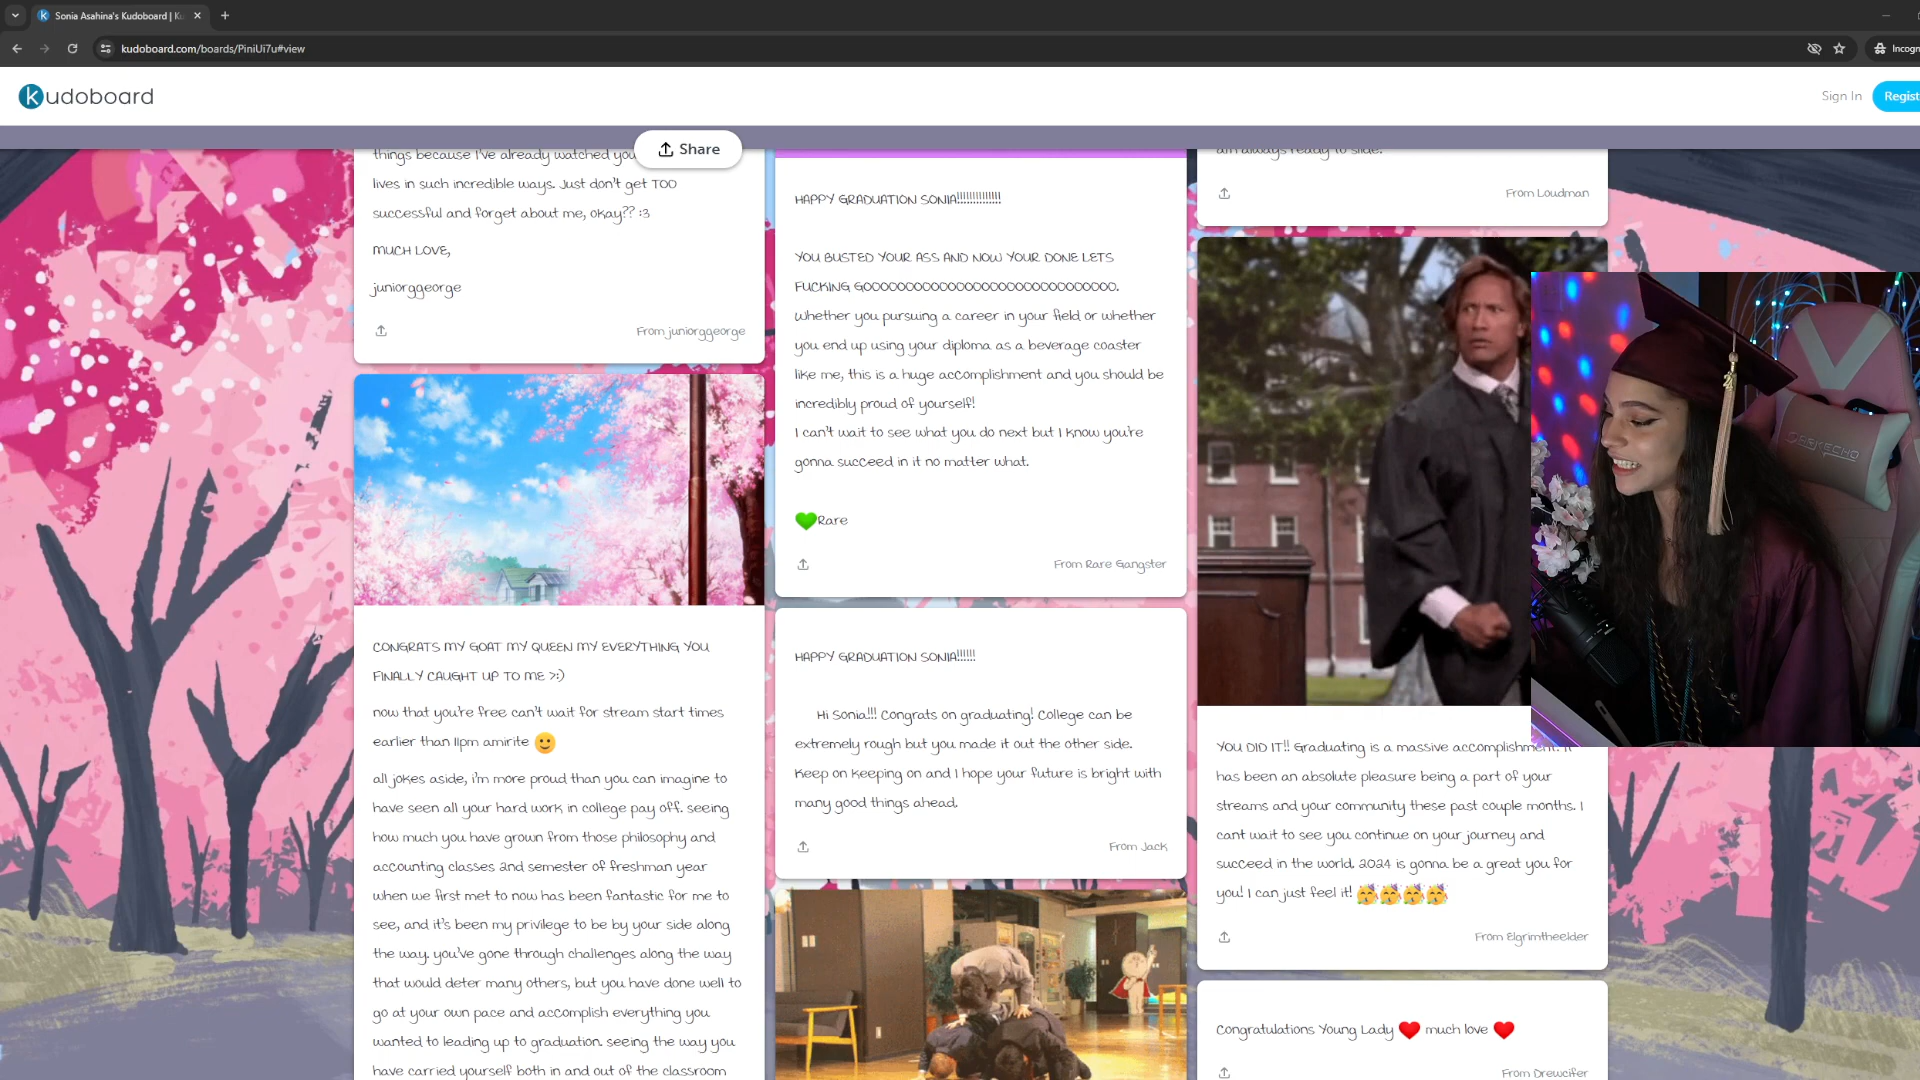 Sonia Asahina's Kudoboard | Ku
kudoboard.com/boards/PiniUi7u#view
Incogn
kudoboard
Sign In
Regist
Share
things because I've already watched you
lives in such incredible ways. Just don't get TOO
successful and forget about me, okay?? :3
MUCH LOVE,
juniorggeorge
From juniorggeorge
CONGRATS MY GOAT MY QUEEN MY EVERYTHING YOU
FINALLY CAUGHT UP TO ME >:)
now that you're free can't wait for stream start times
earlier than 11pm amirite 🙂
all jokes aside, i'm more proud than you can imagine to
have seen all your hard work in college pay off. seeing
how much you have grown from those philosophy and
accounting classes 2nd semester of freshman year
when we first met to now has been fantastic for me to
see, and it's been my privilege to be by your side along
the way. you've gone through challenges along the way
that would deter many others, but you have done well to
go at your own pace and accomplish everything you
wanted to leading up to graduation. seeing the way you
have carried yourself both in and out of the classroom
HAPPY GRADUATION SONIA!!!!!!!!!!!!!!
YOU BUSTED YOUR ASS AND NOW YOUR DONE LETS
FUCKING GOOOOOOOOOOOOOOOOOOOOOOOOOOOOOO.
Whether you pursuing a career in your field or whether
you end up using your diploma as a beverage coaster
like me, this is a huge accomplishment and you should be
incredibly proud of yourself!
I can't wait to see what you do next but I know you're
gonna succeed in it no matter what.
💚Rare
From Rare Gangster
HAPPY GRADUATION SONIA!!!!!!
Hi Sonia!!! Congrats on graduating! College can be
extremely rough but you made it out the other side.
Keep on keeping on and I hope your future is bright with
many good things ahead.
From Jack
am always ready to slide.
From Loudman
YOU DID IT!! Graduating is a massive accomplishment. It
has been an absolute pleasure being a part of your
streams and your community these past couple months. I
cant wait to see you continue on your journey and
succeed in the world. 2024 is gonna be a great you for
you! I can just feel it! 🥳🥳🥳🥳
From Elgrimtheelder
Congratulations Young Lady ❤️ much love ❤️
From Drewcifer
GEEKECHO